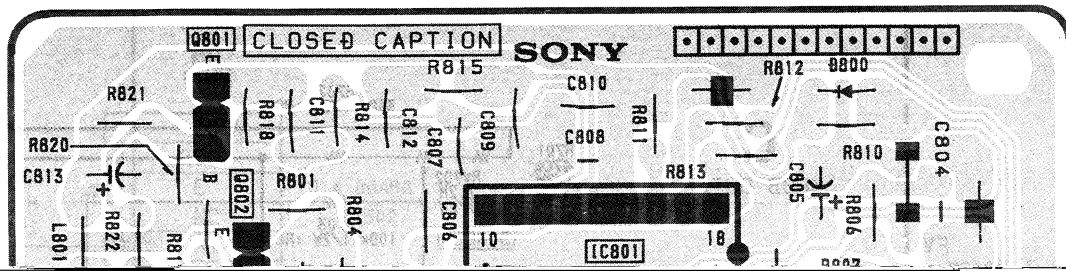 Q801 CLOSED CAPTION SONY
E R815 R812 D800
C810
R821 R818 C811 R814 C812 C807 C809 R811
C808
R820 C804
C813 B Q802 R801 R813 C805 R810
L801 R822 E R804 C806 R806
10 18
IC801